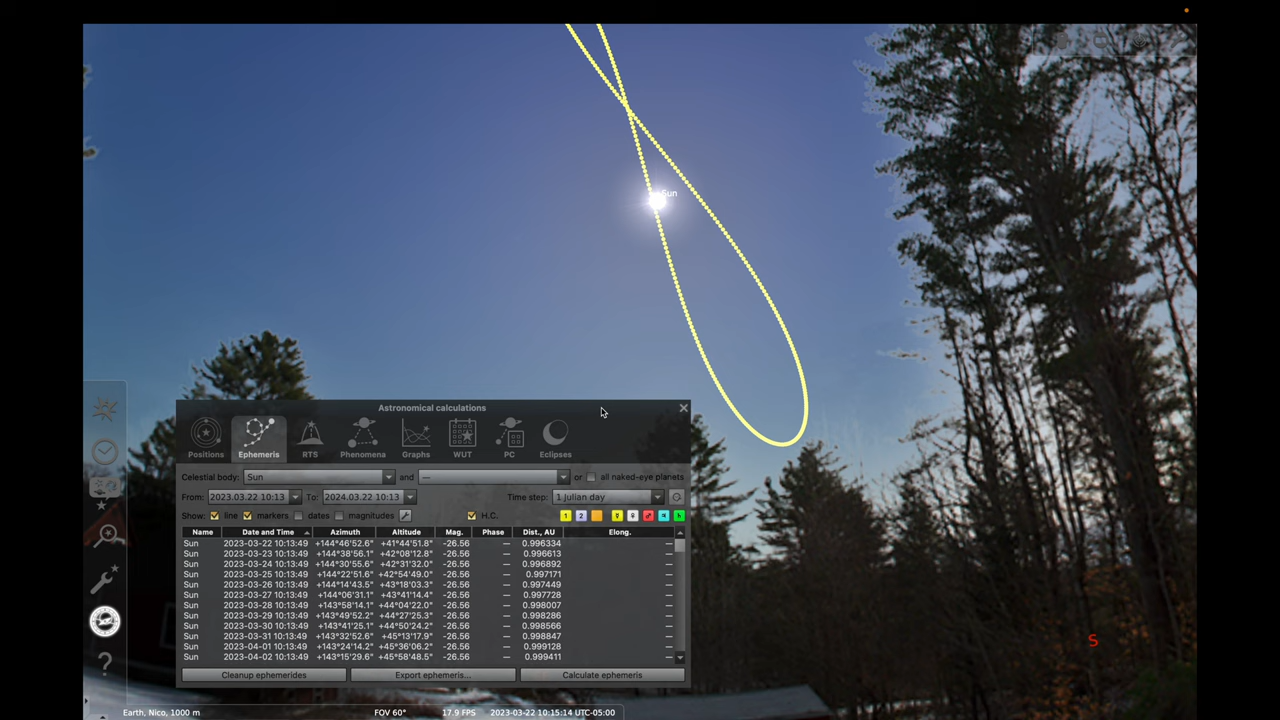 Sun
Astronomical calculations
Positions Ephemeris RTS Phenomena Graphs WUT PC Eclipses
Celestial body: Sun and --- or all naked-eye planets
From: 2023.03.22 10:13 To: 2024.03.22 10:13 Time step: 1 Julian day
Show: line markers dates magnitudes H.C. 1 2
Name Date and Time Azimuth Altitude Mag. Phase Dist., AU Elong.
Sun 2023-03-22 10:13:49 +144°46'52.6" +41°44'51.8" -26.56 — 0.996334 —
Sun 2023-03-23 10:13:49 +144°38'56.1" +42°08'12.8" -26.56 — 0.996613 —
Sun 2023-03-24 10:13:49 +144°30'55.6" +42°31'32.0" -26.56 — 0.996892 —
Sun 2023-03-25 10:13:49 +144°22'51.6" +42°54'49.0" -26.56 — 0.997171 —
Sun 2023-03-26 10:13:49 +144°14'43.5" +43°18'03.3" -26.56 — 0.997449 —
Sun 2023-03-27 10:13:49 +144°06'31.1" +43°41'14.4" -26.56 — 0.997728 —
Sun 2023-03-28 10:13:49 +143°58'14.1" +44°04'22.0" -26.56 — 0.998007 —
Sun 2023-03-29 10:13:49 +143°49'52.2" +44°27'25.3" -26.56 — 0.998286 —
Sun 2023-03-30 10:13:49 +143°41'25.1" +44°50'24.2" -26.56 — 0.998566 —
Sun 2023-03-31 10:13:49 +143°32'52.6" +45°13'17.9" -26.56 — 0.998847 —
Sun 2023-04-01 10:13:49 +143°24'14.2" +45°36'06.2" -26.56 — 0.999128 —
Sun 2023-04-02 10:13:49 +143°15'29.6" +45°58'48.5" -26.56 — 0.999411 —
Cleanup ephemerides Export ephemeris... Calculate ephemeris
S
Earth, Nico, 1000 m FOV 60° 17.9 FPS 2023-03-22 10:15:14 UTC-05:00